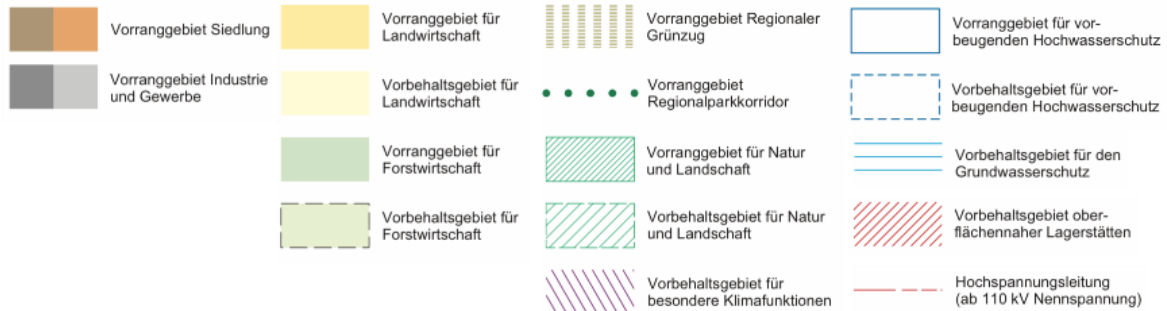 Vorranggebiet Siedlung
Vorranggebiet Industrie
und Gewerbe
Vorranggebiet für
Landwirtschaft
Vorbehaltsgebiet für
Landwirtschaft
Vorranggebiet für
Forstwirtschaft
Vorbehaltsgebiet für
Forstwirtschaft
Vorranggebiet Regionaler
Grünzug
Vorranggebiet
Regionalparkkorridor
Vorranggebiet für Natur
und Landschaft
Vorbehaltsgebiet für Natur
und Landschaft
Vorbehaltsgebiet für
besondere Klimafunktionen
Vorranggebiet für vor-
beugenden Hochwasserschutz
Vorbehaltsgebiet für vor-
beugenden Hochwasserschutz
Vorbehaltsgebiet für den
Grundwasserschutz
Vorbehaltsgebiet ober-
flächennaher Lagerstätten
Hochspannungsleitung
(ab 110 kV Nennspannung)